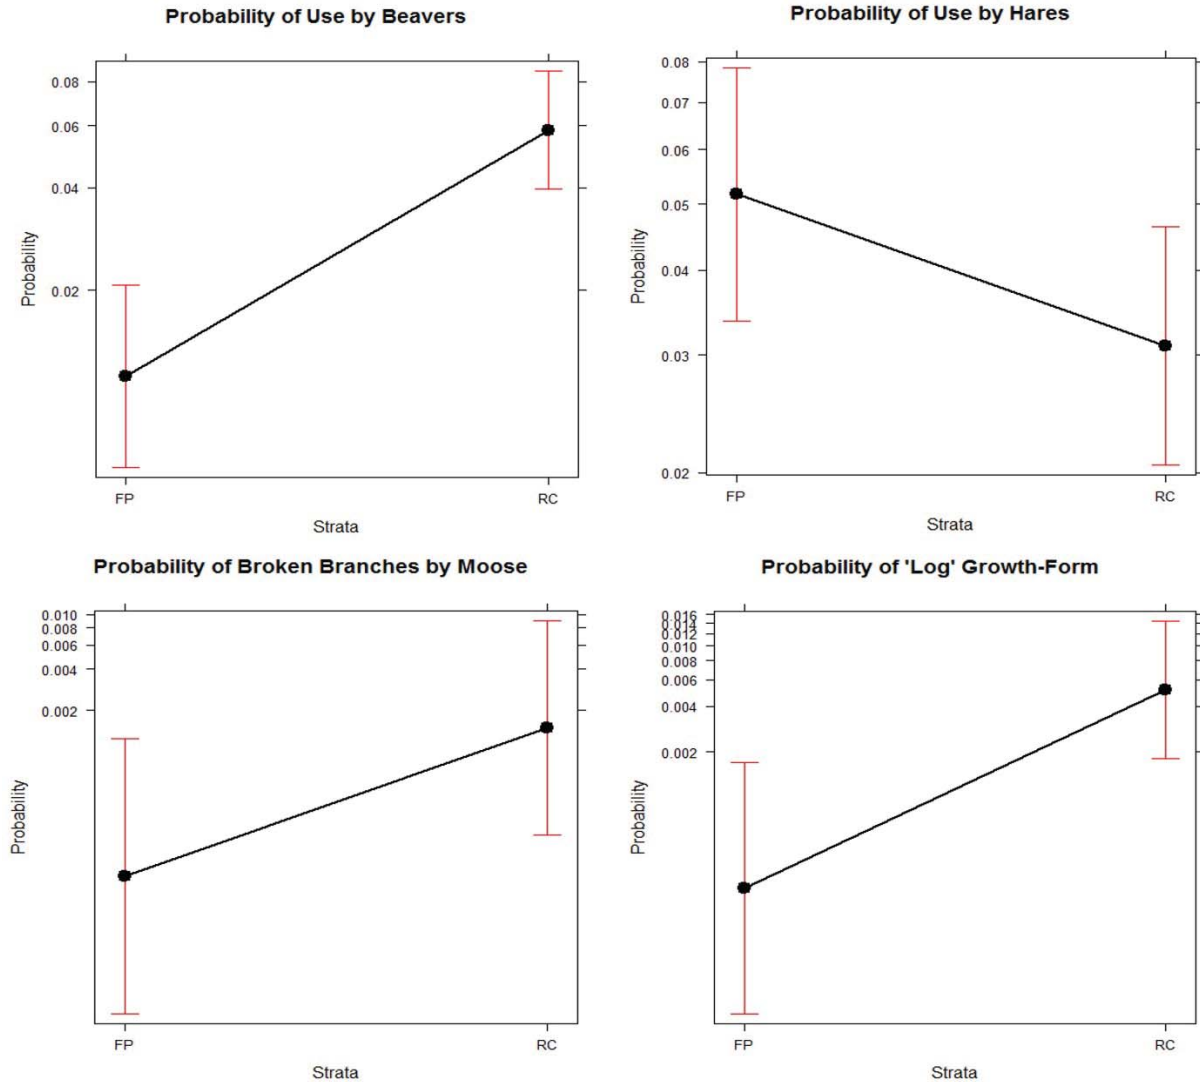 Probability of Use by Beavers
0.08
0.06
0.04
0.02
Probability
FP
RC
Strata
Probability of Use by Hares
0.08
0.07
0.06
0.05
0.04
0.03
0.02
Probability
FP
RC
Strata
Probability of Broken Branches by Moose
0.010
0.008
0.006
0.004
0.002
Probability
FP
RC
Strata
Probability of 'Log' Growth-Form
0.016
0.014
0.012
0.010
0.008
0.006
0.004
0.002
Probability
FP
RC
Strata